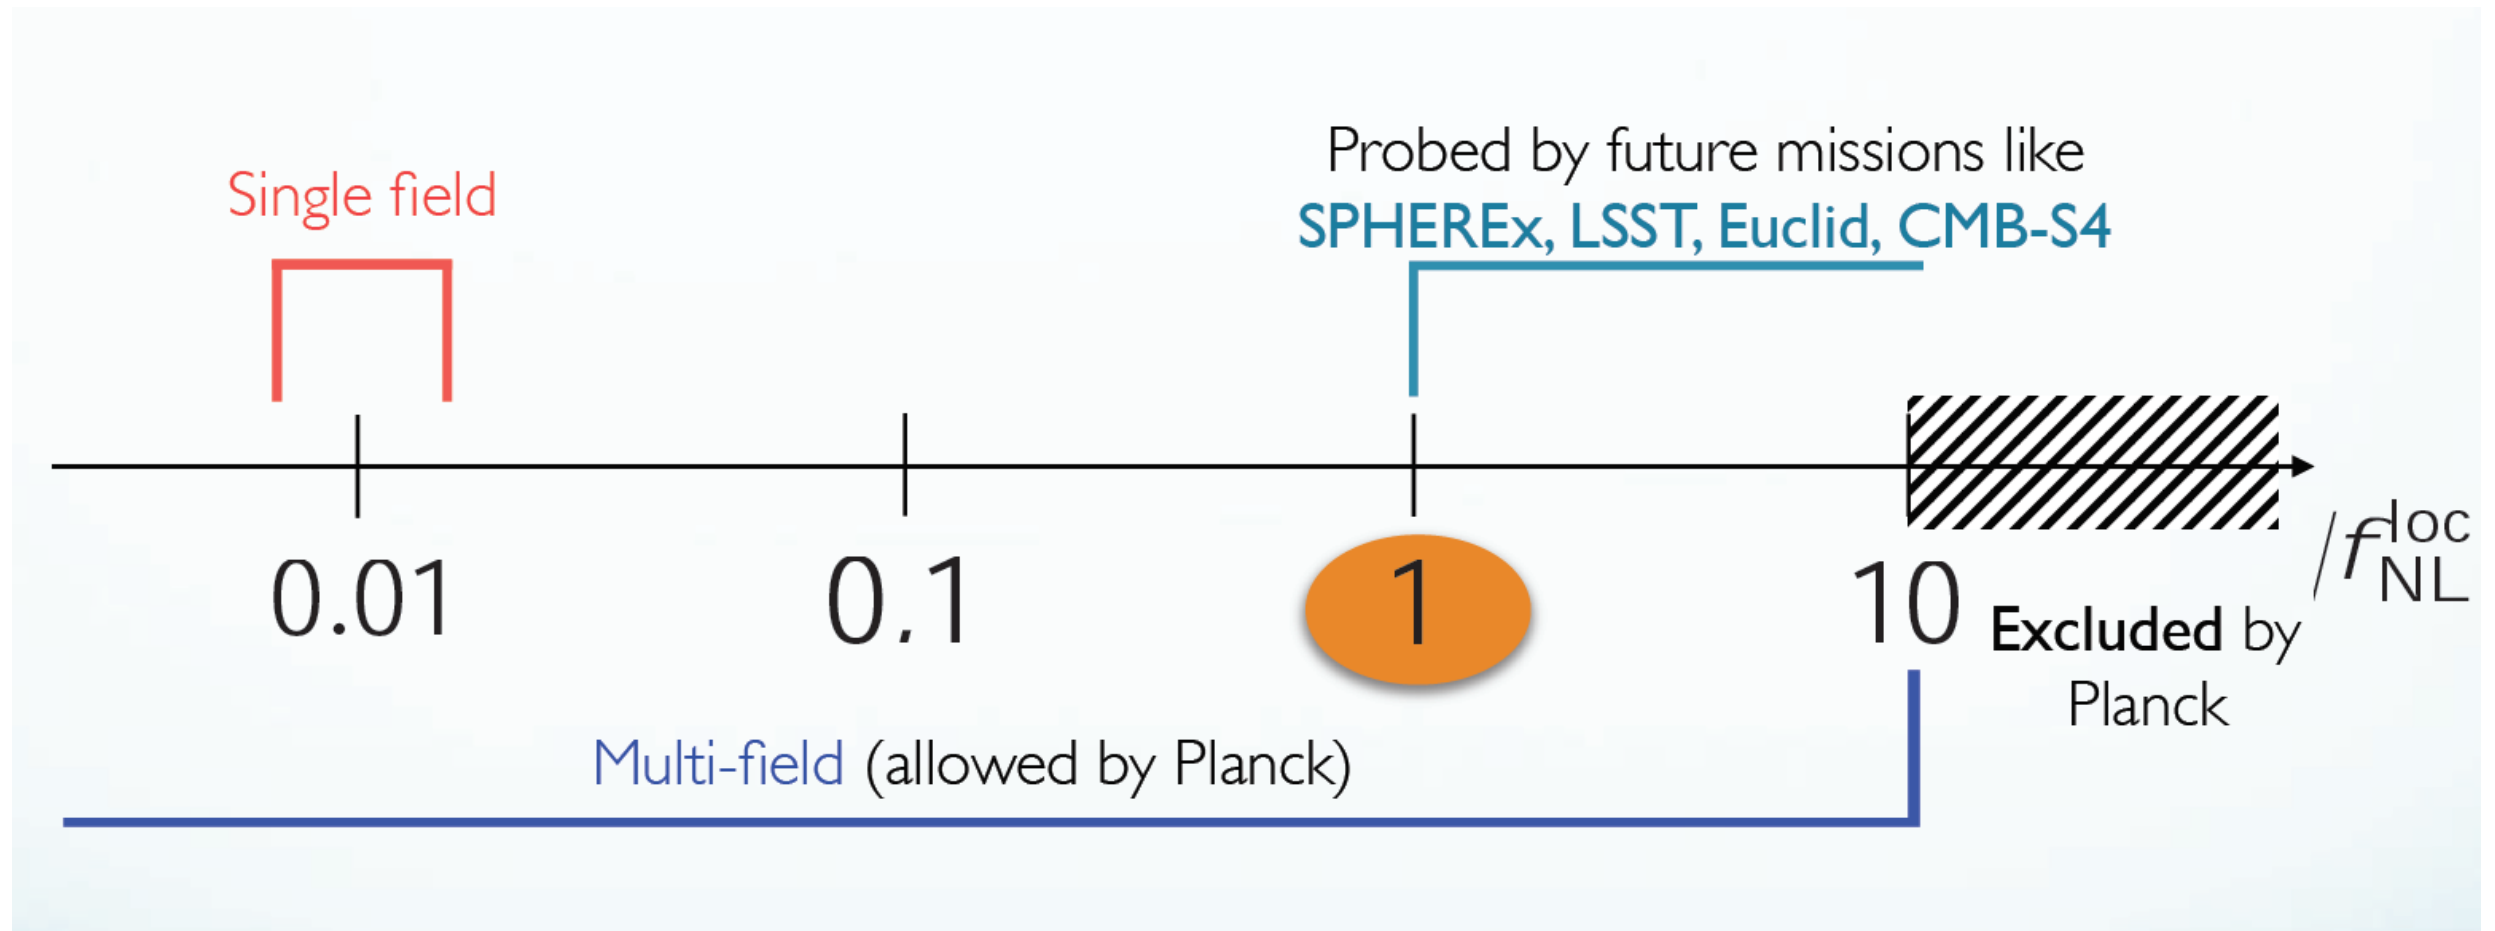 Single field
Probed by future missions like
SPHEREx, LSST, Euclid, CMB-S4
0.01
0.1
1
10
/f loc NL
Excluded by
Planck
Multi-field (allowed by Planck)